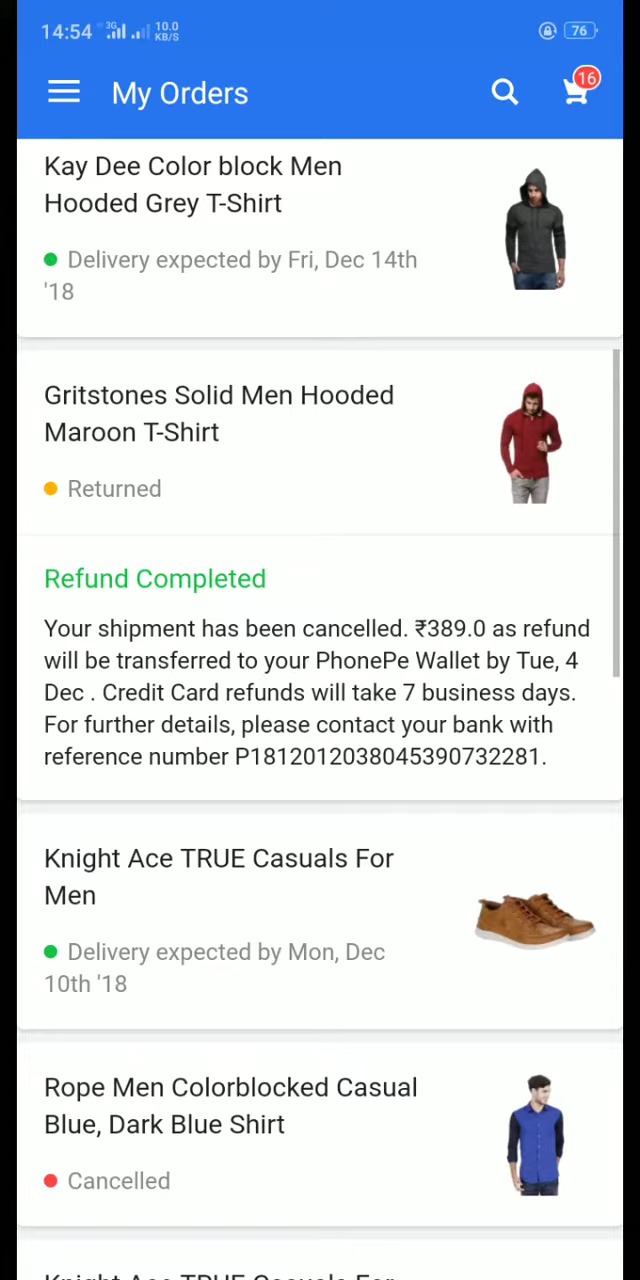 14:54 3G 10.0 KB/S 76
My Orders 16
Kay Dee Color block Men
Hooded Grey T-Shirt
Delivery expected by Fri, Dec 14th
'18
Gritstones Solid Men Hooded
Maroon T-Shirt
Returned
Refund Completed
Your shipment has been cancelled. ₹389.0 as refund
will be transferred to your PhonePe Wallet by Tue, 4
Dec . Credit Card refunds will take 7 business days.
For further details, please contact your bank with
reference number P1812012038045390732281.
Knight Ace TRUE Casuals For
Men
Delivery expected by Mon, Dec
10th '18
Rope Men Colorblocked Casual
Blue, Dark Blue Shirt
Cancelled
Knight Ace TRUE Casuals For